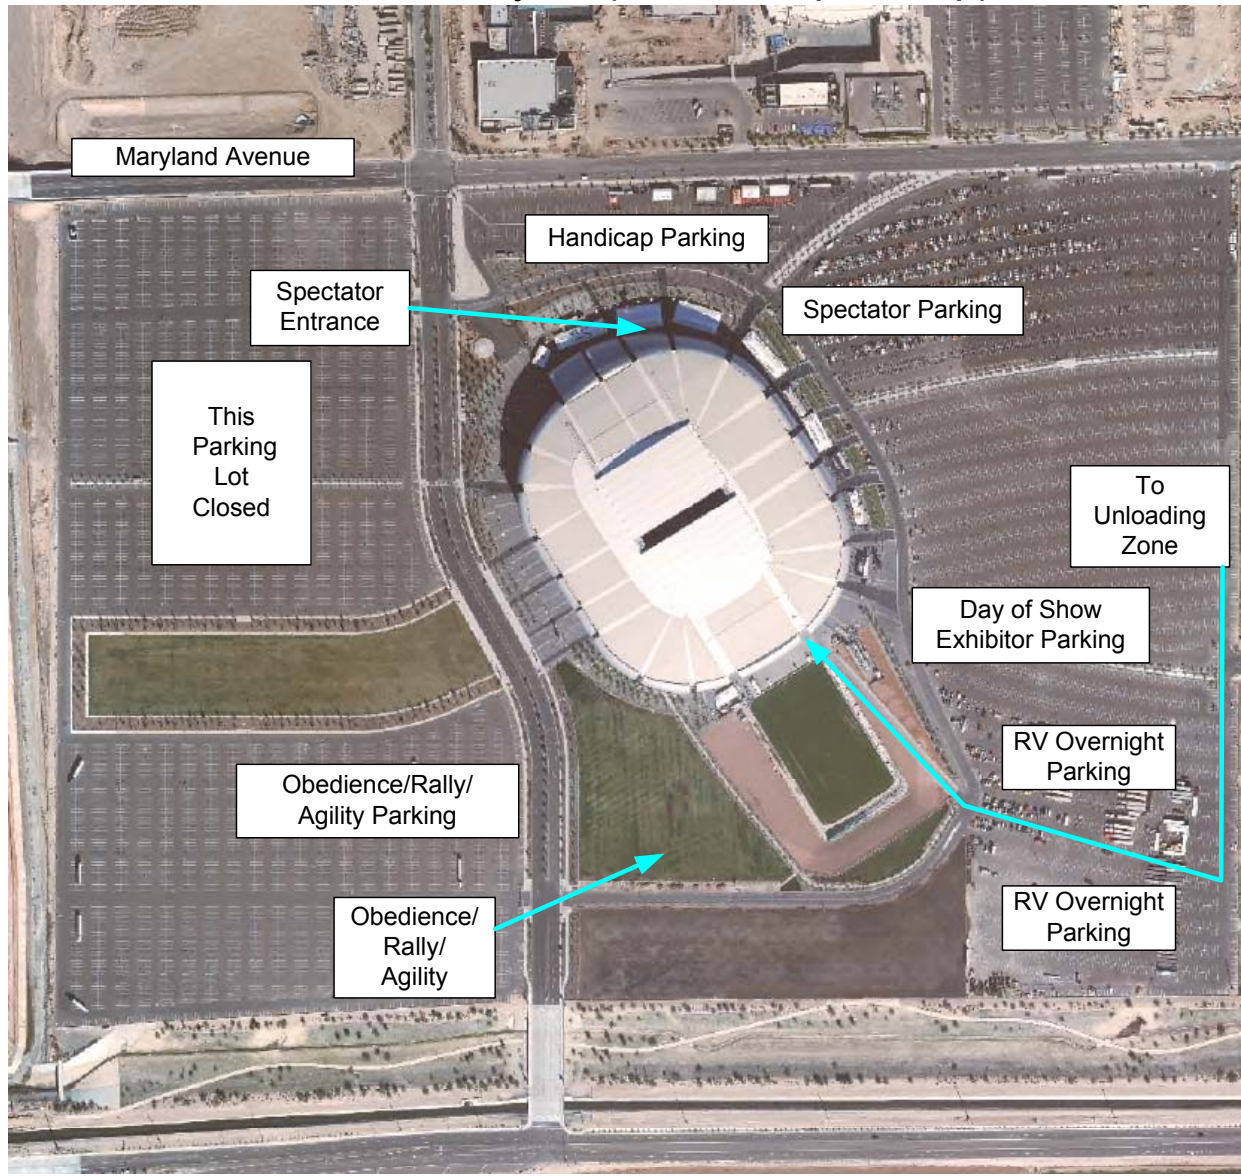 Maryland Avenue
Handicap Parking
Spectator
Entrance
Spectator Parking
This
Parking
Lot
Closed
To
Unloading
Zone
Day of Show
Exhibitor Parking
RV Overnight
Parking
Obedience/Rally/
Agility Parking
Obedience/
Rally/
Agility
RV Overnight
Parking